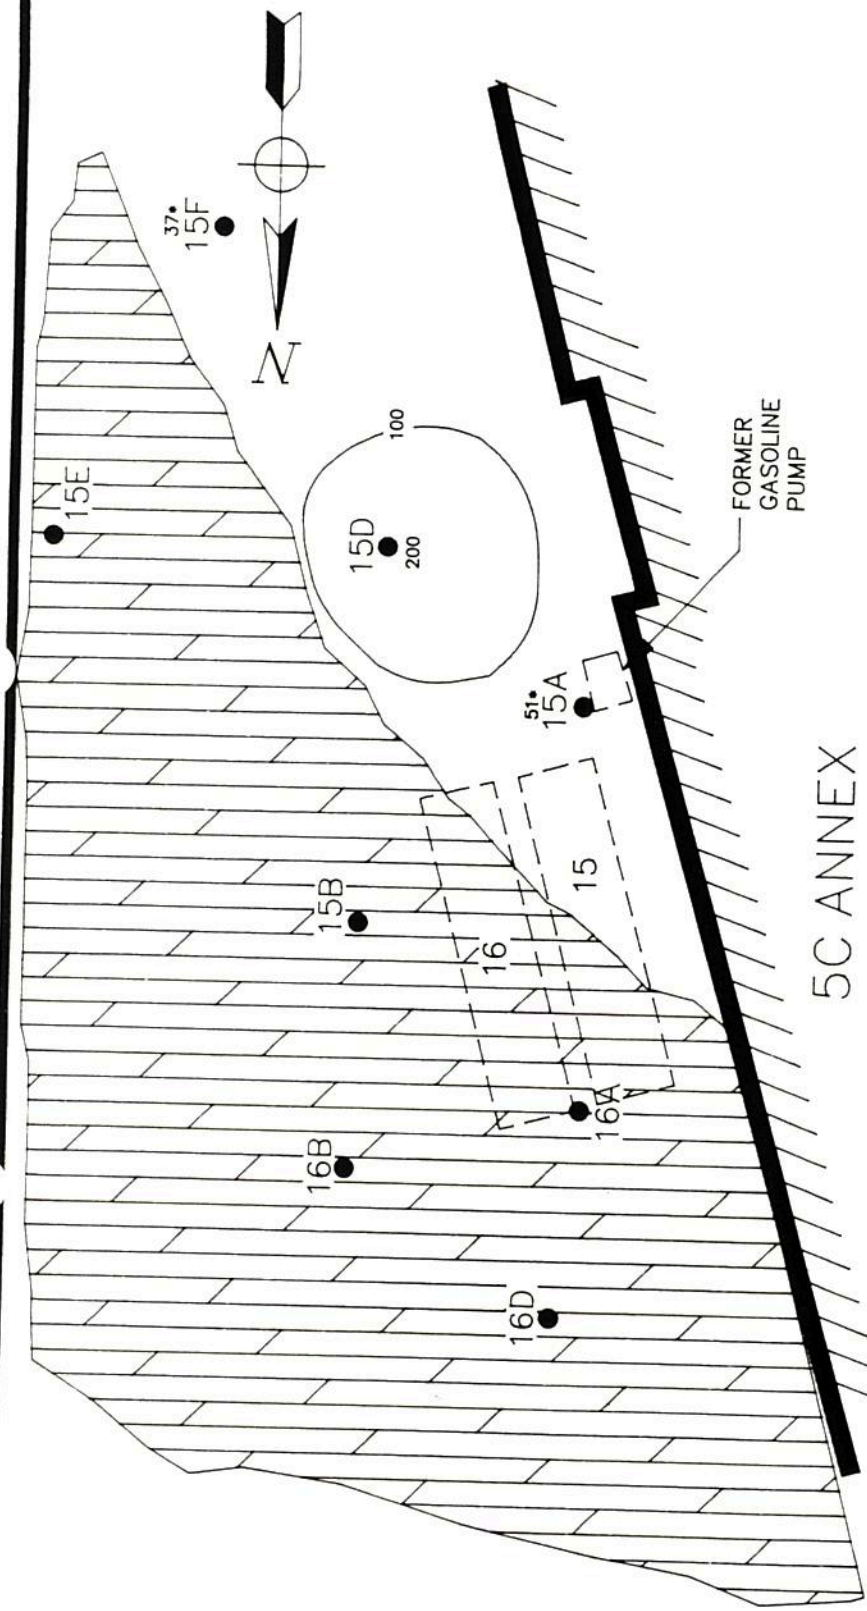 37*
15F
N
15E
100
15D
200
FORMER
GASOLINE
PUMP
51*
15A
15B
16
15
5C ANNEX
16A
16B
16D